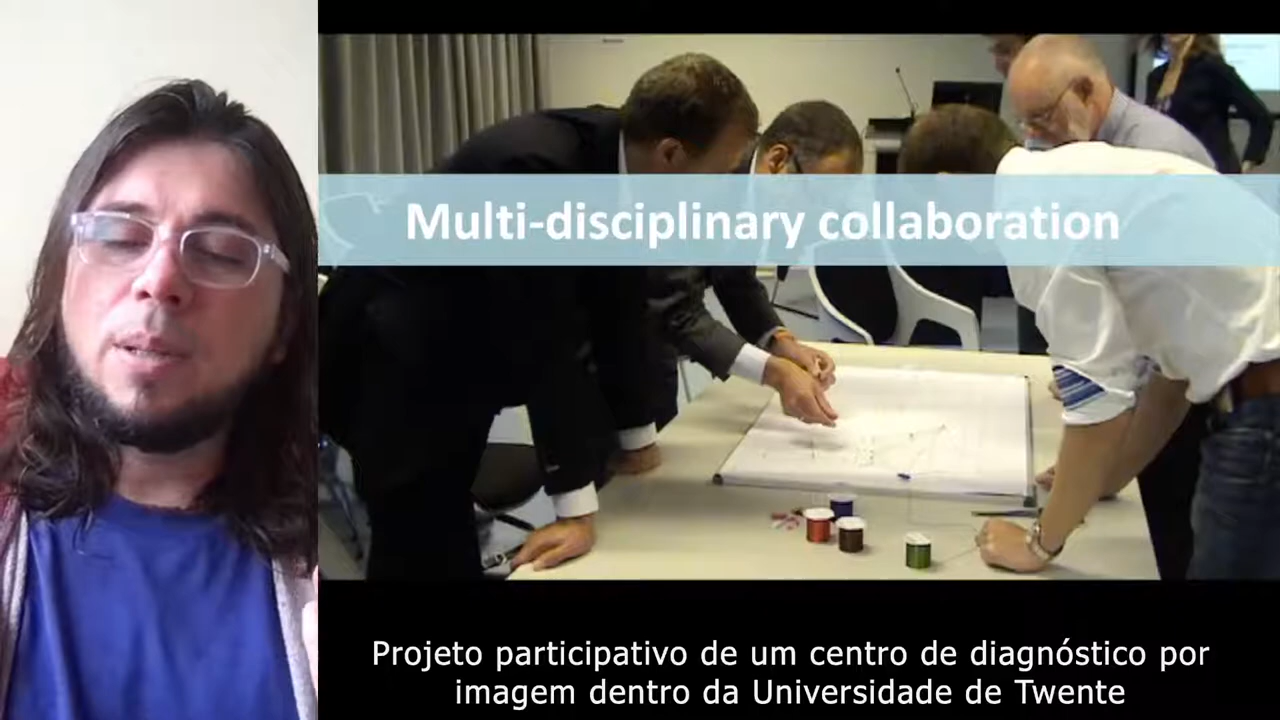 Multi-disciplinary collaboration
Projeto participativo de um centro de diagnóstico por
imagem dentro da Universidade de Twente